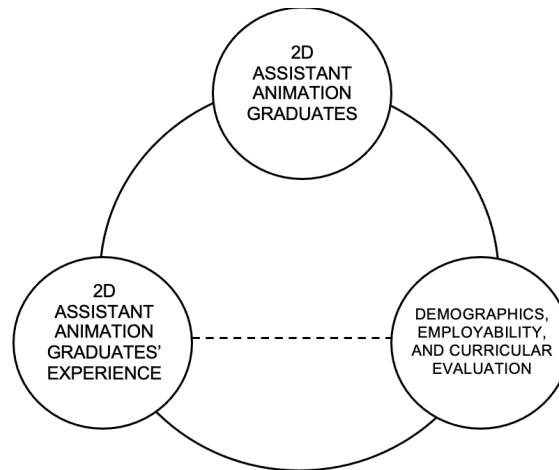 2D
ASSISTANT
ANIMATION
GRADUATES
2D
ASSISTANT
ANIMATION
GRADUATES’
EXPERIENCE
DEMOGRAPHICS,
EMPLOYABILITY,
AND CURRICULAR
EVALUATION